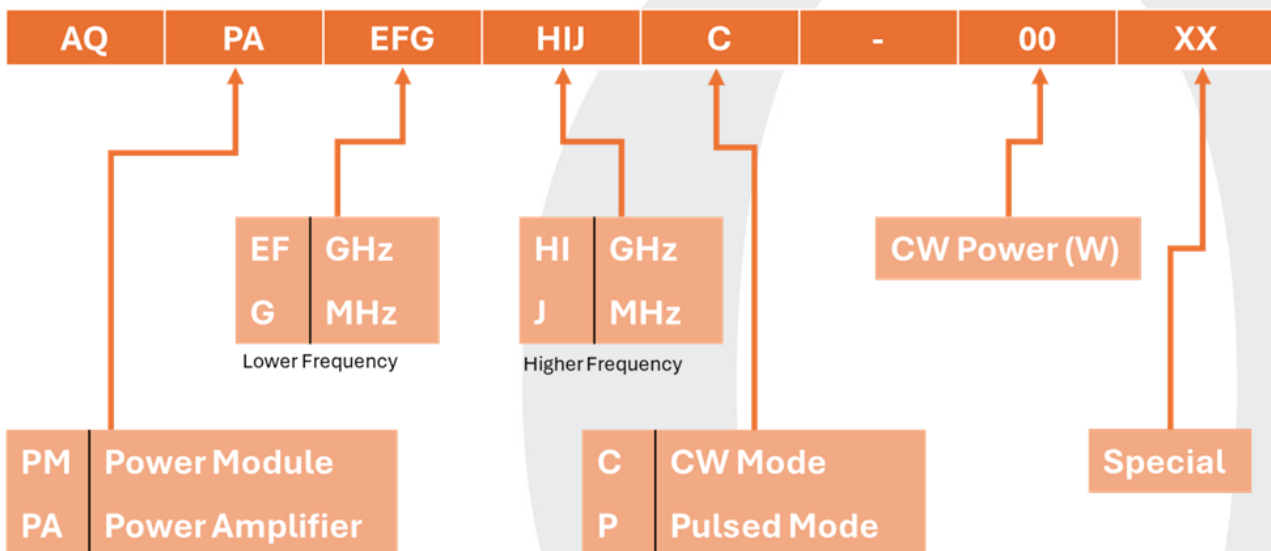 AQ PA EFG HIJ C - 00 XX
EF GHz
G MHz
Lower Frequency
HI GHz
J MHz
Higher Frequency
CW Power (W)
PM Power Module
PA Power Amplifier
C CW Mode
P Pulsed Mode
Special